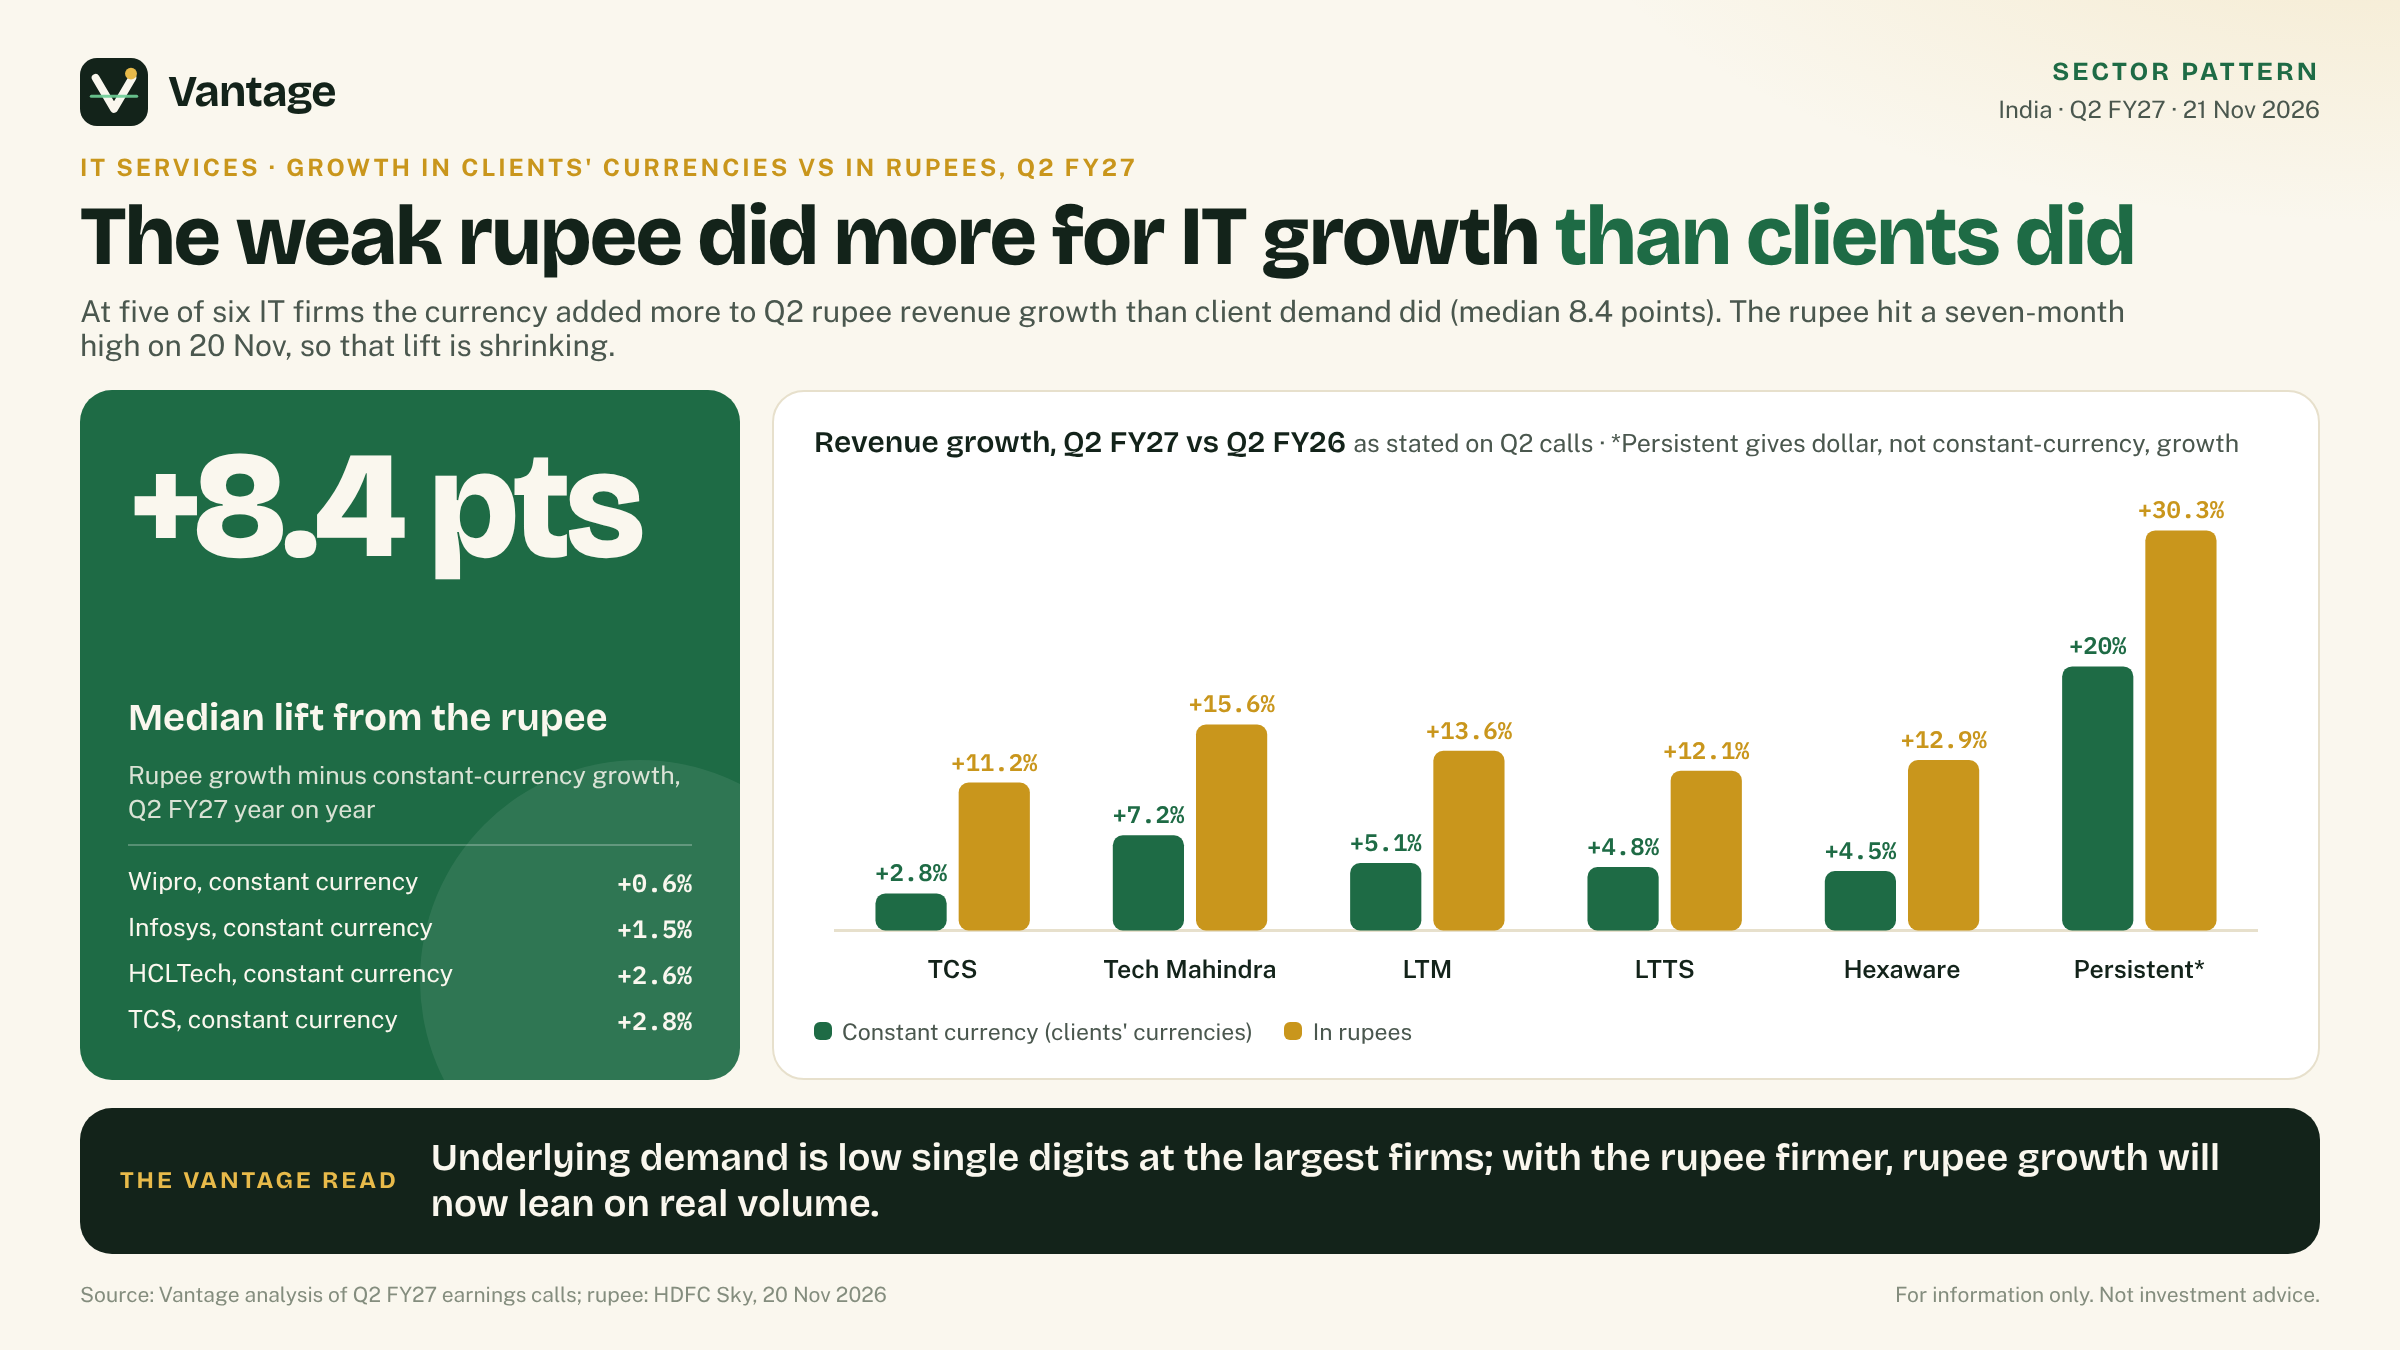 Vantage
SECTOR PATTERN
India · Q2 FY27 · 21 Nov 2026
IT SERVICES · GROWTH IN CLIENTS' CURRENCIES VS IN RUPEES, Q2 FY27
The weak rupee did more for IT growth than clients did
At five of six IT firms the currency added more to Q2 rupee revenue growth than client demand did (median 8.4 points). The rupee hit a seven-month
high on 20 Nov, so that lift is shrinking.
+8.4 pts
Median lift from the rupee
Rupee growth minus constant-currency growth,
Q2 FY27 year on year
Wipro, constant currency +0.6%
Infosys, constant currency +1.5%
HCLTech, constant currency +2.6%
TCS, constant currency +2.8%
Revenue growth, Q2 FY27 vs Q2 FY26 as stated on Q2 calls · *Persistent gives dollar, not constant-currency, growth
+2.8% +11.2%
+7.2% +15.6%
+5.1% +13.6%
+4.8% +12.1%
+4.5% +12.9%
+20% +30.3%
TCS Tech Mahindra LTM LTTS Hexaware Persistent*
Constant currency (clients' currencies) In rupees
THE VANTAGE READ
Underlying demand is low single digits at the largest firms; with the rupee firmer, rupee growth will
now lean on real volume.
Source: Vantage analysis of Q2 FY27 earnings calls; rupee: HDFC Sky, 20 Nov 2026
For information only. Not investment advice.